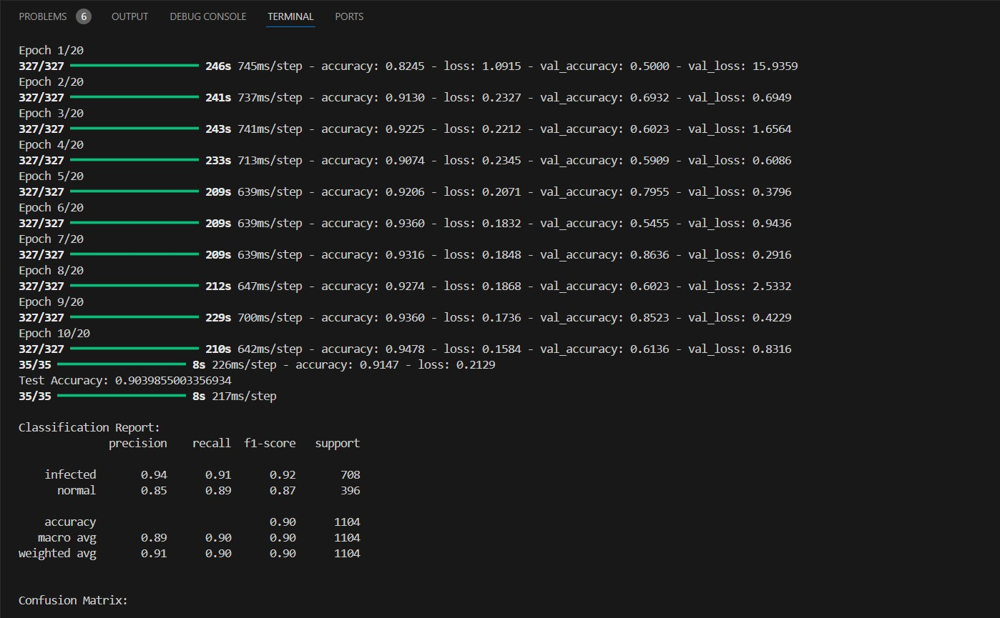 PROBLEMS 6 OUTPUT DEBUG CONSOLE TERMINAL PORTS
Epoch 1/20
327/327 246s 745ms/step - accuracy: 0.8245 - loss: 1.0915 - val_accuracy: 0.5000 - val_loss: 15.9359
Epoch 2/20
327/327 241s 737ms/step - accuracy: 0.9130 - loss: 0.2327 - val_accuracy: 0.6932 - val_loss: 0.6949
Epoch 3/20
327/327 243s 741ms/step - accuracy: 0.9225 - loss: 0.2212 - val_accuracy: 0.6023 - val_loss: 1.6564
Epoch 4/20
327/327 233s 713ms/step - accuracy: 0.9074 - loss: 0.2345 - val_accuracy: 0.5909 - val_loss: 0.6086
Epoch 5/20
327/327 209s 639ms/step - accuracy: 0.9206 - loss: 0.2071 - val_accuracy: 0.7955 - val_loss: 0.3796
Epoch 6/20
327/327 209s 639ms/step - accuracy: 0.9360 - loss: 0.1832 - val_accuracy: 0.5455 - val_loss: 0.9436
Epoch 7/20
327/327 209s 639ms/step - accuracy: 0.9316 - loss: 0.1848 - val_accuracy: 0.8636 - val_loss: 0.2916
Epoch 8/20
327/327 212s 647ms/step - accuracy: 0.9274 - loss: 0.1868 - val_accuracy: 0.6023 - val_loss: 2.5332
Epoch 9/20
327/327 229s 700ms/step - accuracy: 0.9360 - loss: 0.1736 - val_accuracy: 0.8523 - val_loss: 0.4229
Epoch 10/20
327/327 210s 642ms/step - accuracy: 0.9478 - loss: 0.1584 - val_accuracy: 0.6136 - val_loss: 0.8316
35/35 8s 226ms/step - accuracy: 0.9147 - loss: 0.2129
Test Accuracy: 0.9039855003356934
35/35 8s 217ms/step
Classification Report:
precision recall f1-score support
infected 0.94 0.91 0.92 708
normal 0.85 0.89 0.87 396
accuracy 0.90 1104
macro avg 0.89 0.90 0.90 1104
weighted avg 0.91 0.90 0.90 1104
Confusion Matrix: